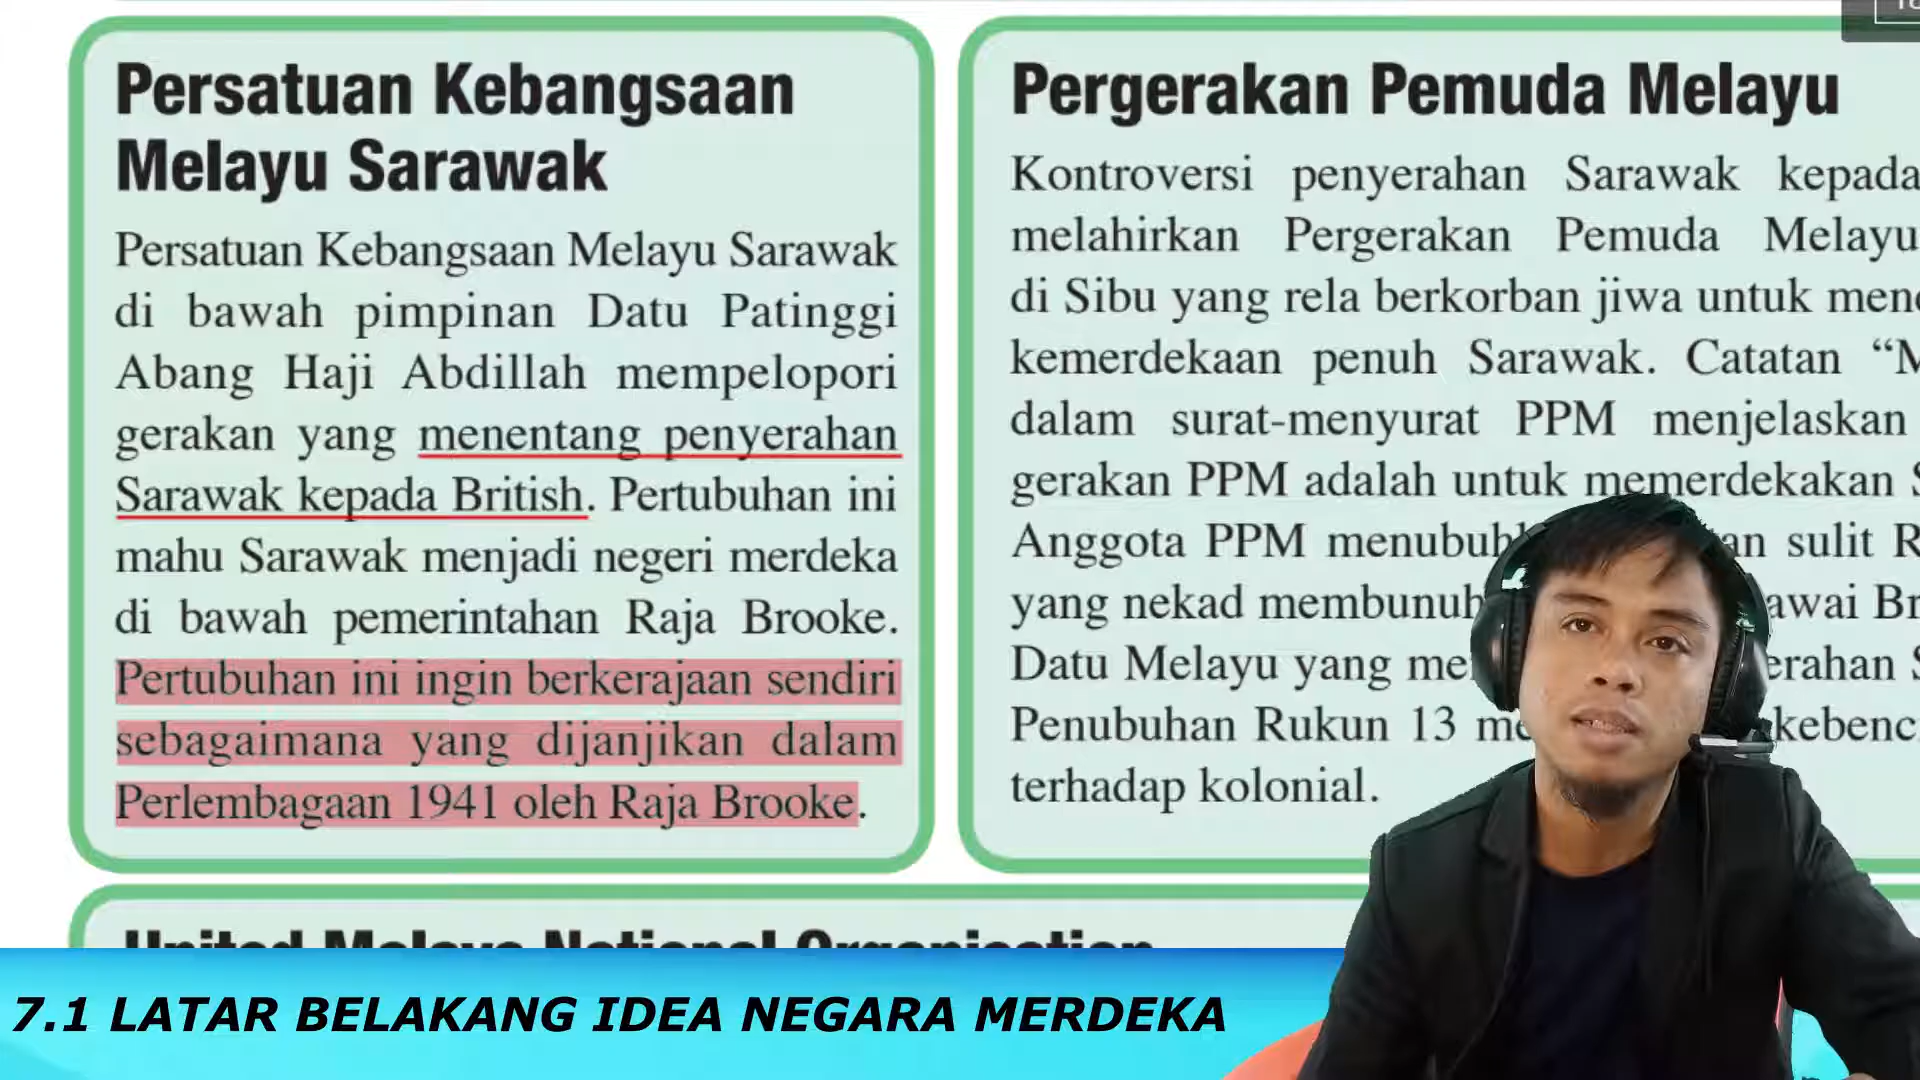 Persatuan Kebangsaan
Melayu Sarawak
Persatuan Kebangsaan Melayu Sarawak
di bawah pimpinan Datu Patinggi
Abang Haji Abdillah mempelopori
gerakan yang menentang penyerahan
Sarawak kepada British. Pertubuhan ini
mahu Sarawak menjadi negeri merdeka
di bawah pemerintahan Raja Brooke.
Pertubuhan ini ingin berkerajaan sendiri
sebagaimana yang dijanjikan dalam
Perlembagaan 1941 oleh Raja Brooke.
Pergerakan Pemuda Melayu
Kontroversi penyerahan Sarawak kepada
melahirkan Pergerakan Pemuda Melayu
di Sibu yang rela berkorban jiwa untuk
kemerdekaan penuh Sarawak. Catatan
dalam surat-menyurat PPM menjelaskan
gerakan PPM adalah untuk memerdekakan
Anggota PPM sulit
yang nekad
Datu Melayu yang
Penubuhan Rukun 13
terhadap kolonial.
United Malays National Organisation
7.1 LATAR BELAKANG IDEA NEGARA MERDEKA